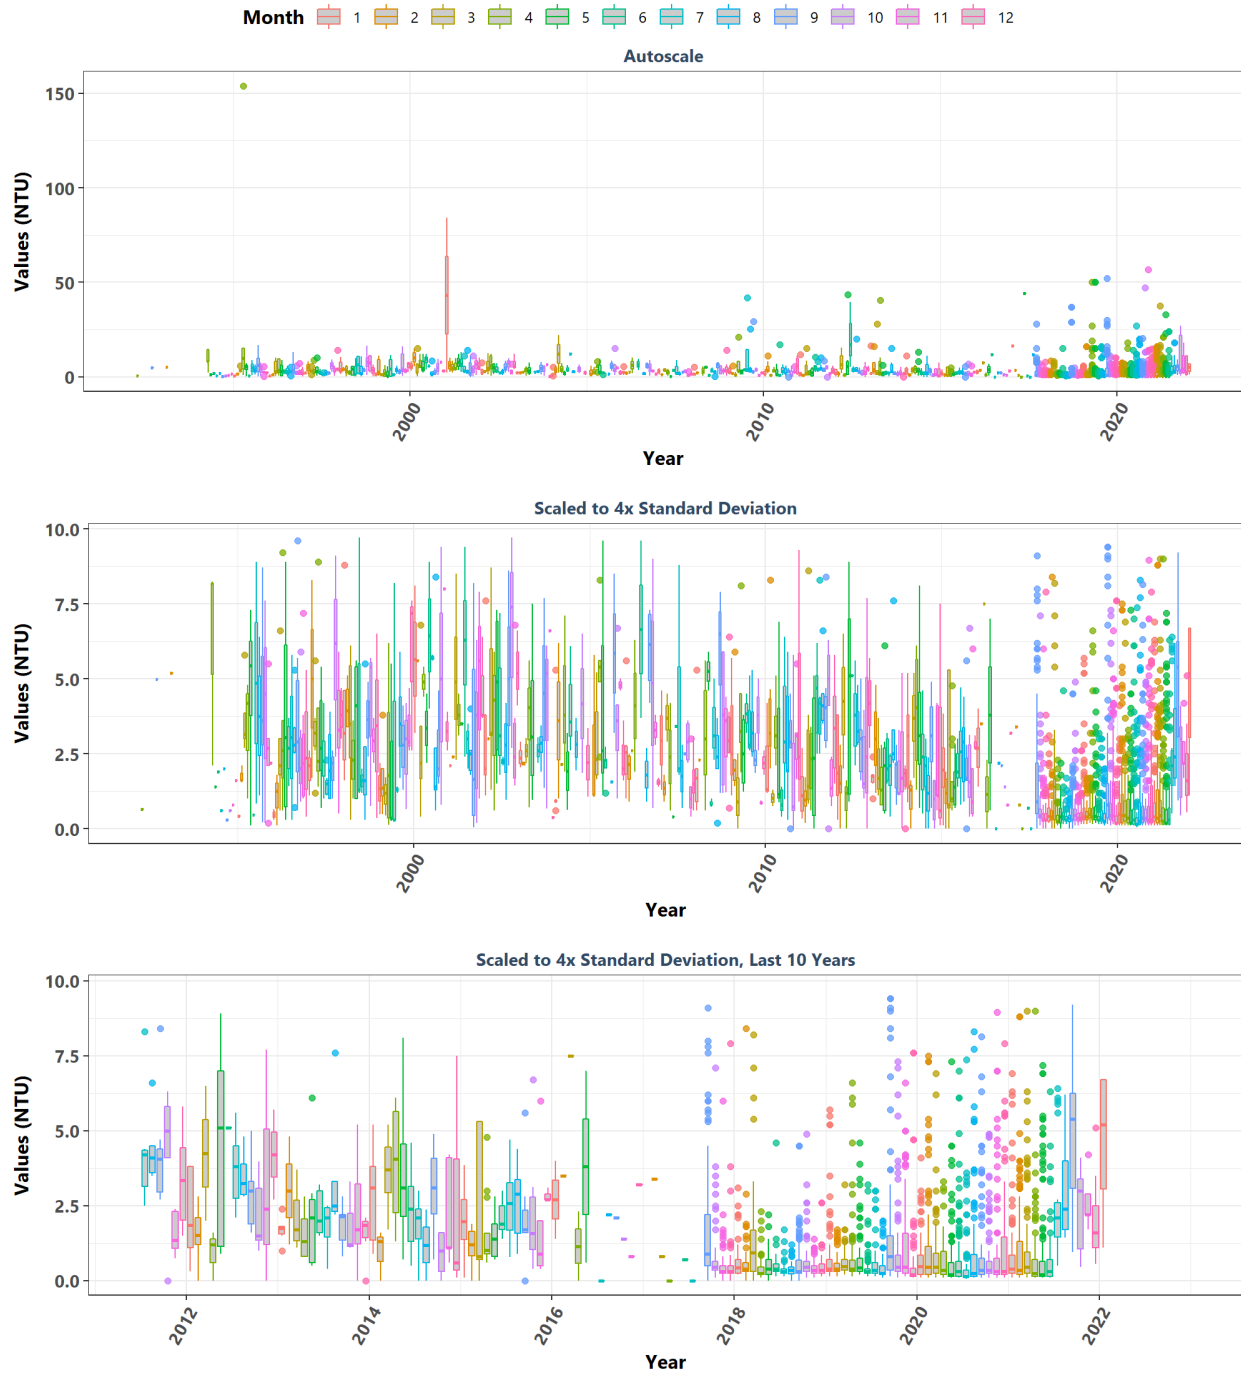 Month 1 2 3 4 5 6 7 8 9 10 11 12
Autoscale
Values (NTU)
150
100
50
0
2000 2010 2020
Year
Scaled to 4x Standard Deviation
Values (NTU)
10.0
7.5
5.0
2.5
0.0
2000 2010 2020
Year
Scaled to 4x Standard Deviation, Last 10 Years
Values (NTU)
10.0
7.5
5.0
2.5
0.0
2012 2014 2016 2018 2020 2022
Year